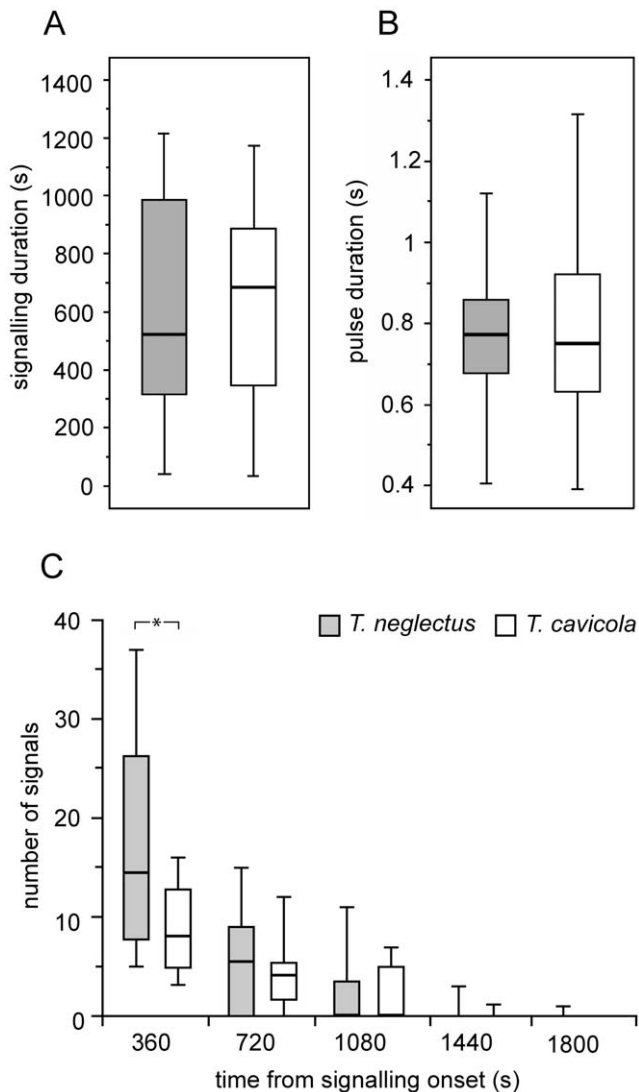 A
B
signalling duration (s)
1400
1200
1000
800
600
400
200
0
pulse duration (s)
1.4
1.2
1
0.8
0.6
0.4
C
number of signals
40
30
20
10
0
*
T. neglectus T. cavicola
360 720 1080 1440 1800
time from signalling onset (s)